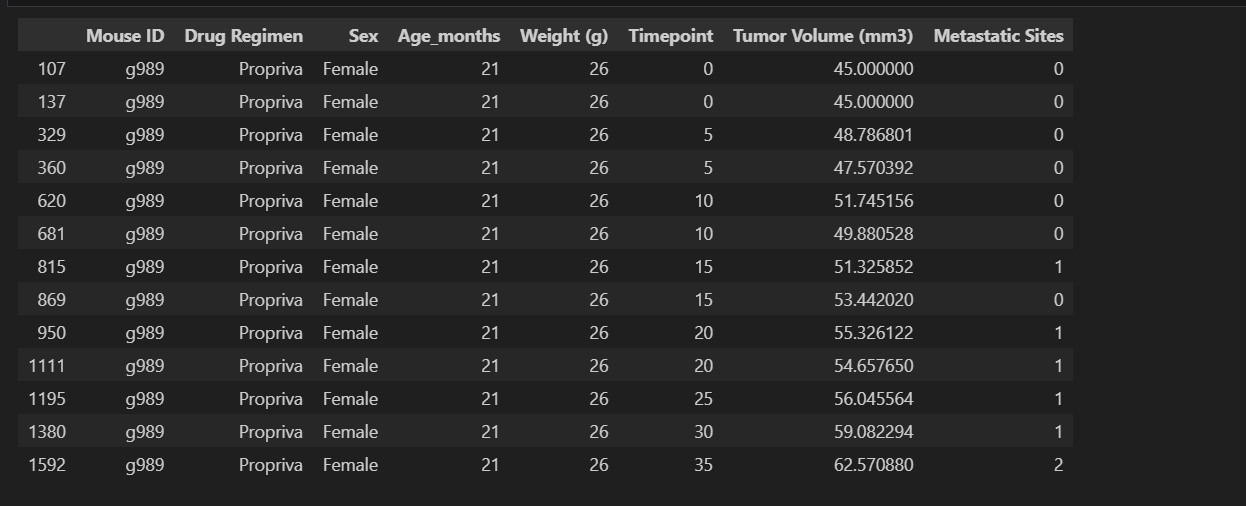 Mouse ID Drug Regimen Sex Age_months Weight (g) Timepoint Tumor Volume (mm3) Metastatic Sites
107 g989 Propriva Female 21 26 0 45.000000 0
137 g989 Propriva Female 21 26 0 45.000000 0
329 g989 Propriva Female 21 26 5 48.786801 0
360 g989 Propriva Female 21 26 5 47.570392 0
620 g989 Propriva Female 21 26 10 51.745156 0
681 g989 Propriva Female 21 26 10 49.880528 0
815 g989 Propriva Female 21 26 15 51.325852 1
869 g989 Propriva Female 21 26 15 53.442020 0
950 g989 Propriva Female 21 26 20 55.326122 1
1111 g989 Propriva Female 21 26 20 54.657650 1
1195 g989 Propriva Female 21 26 25 56.045564 1
1380 g989 Propriva Female 21 26 30 59.082294 1
1592 g989 Propriva Female 21 26 35 62.570880 2